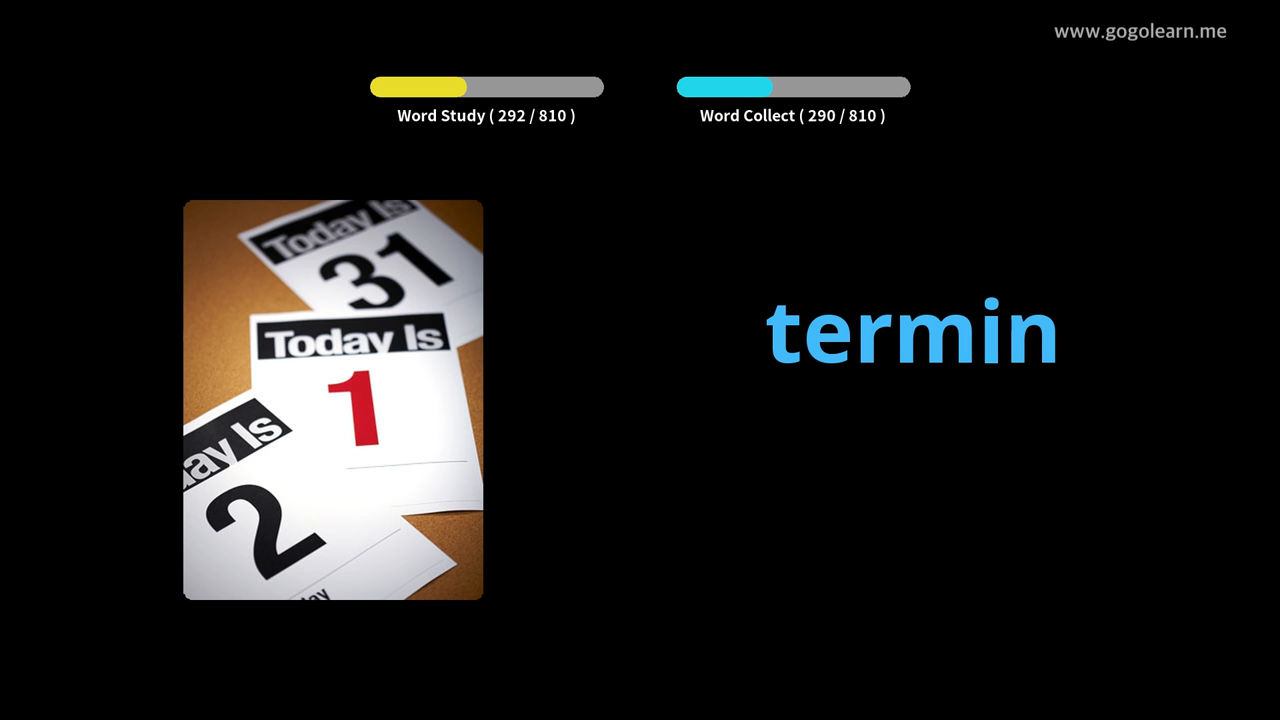 www.gogolearn.me
Word Study ( 292 / 810 )
Word Collect ( 290 / 810 )
Today Is
31
Today Is
1
ay Is
2
termin